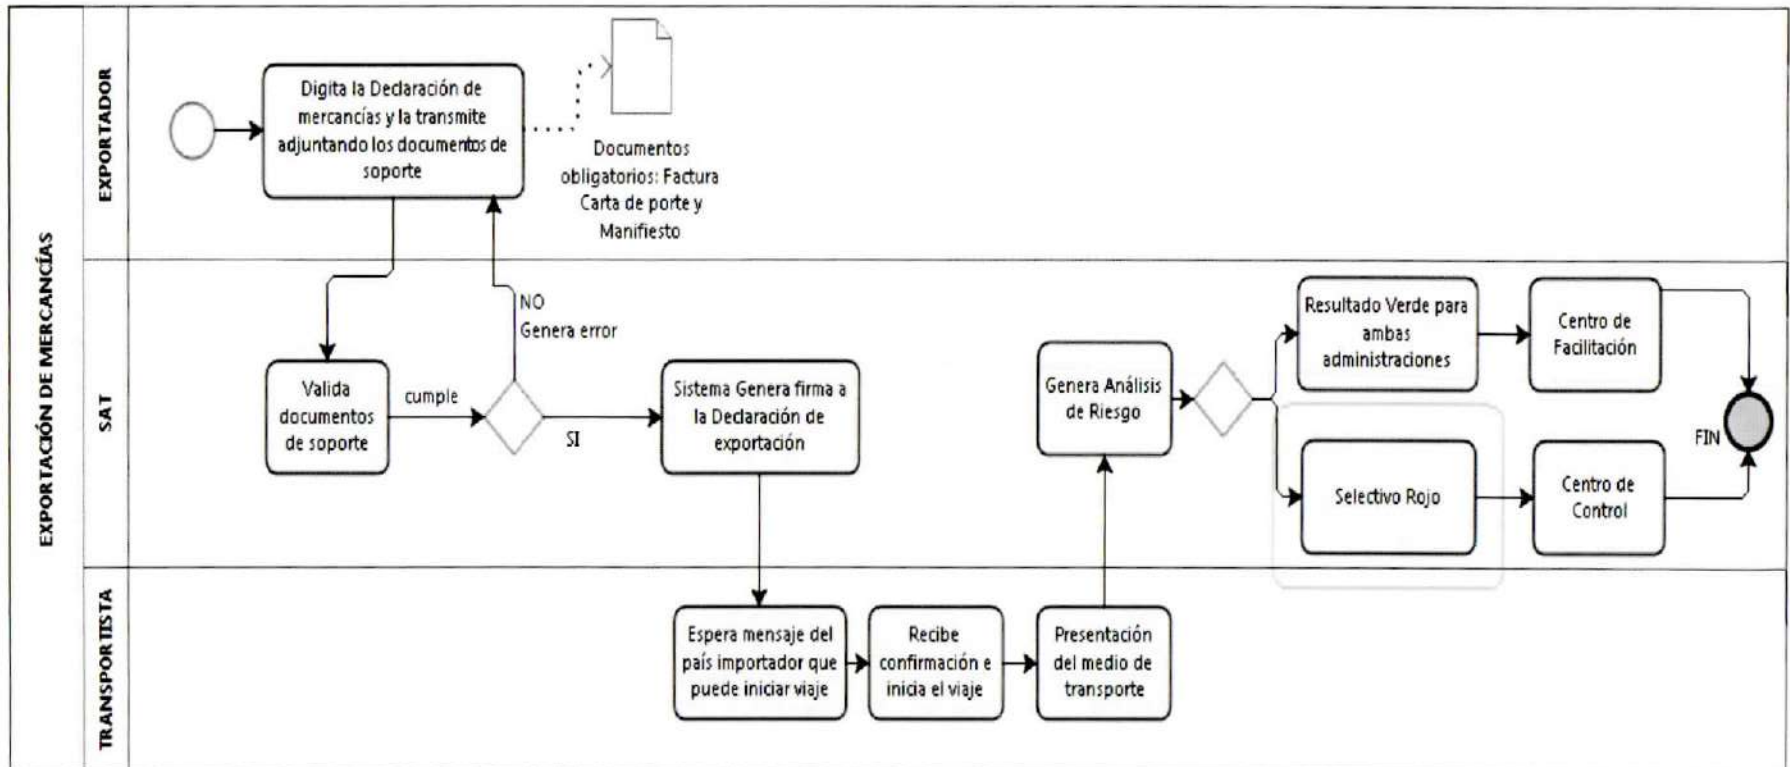 EXPORTACIÓN DE MERCANCÍAS
EXPORTADOR
Digita la Declaración de
mercancías y la transmite
adjuntando los documentos de
soporte
Documentos
obligatorios: Factura
Carta de porte y
Manifiesto
SAT
Valida
documentos
de soporte
cumple
NO
Genera error
SI
Sistema Genera firma a
la Declaración de
exportación
Genera Análisis
de Riesgo
Resultado Verde para
ambas
administraciones
Centro de
Facilitación
Selectivo Rojo
Centro de
Control
FIN
TRANSPORTISTA
Espera mensaje del
país importador que
puede iniciar viaje
Recibe
confirmación e
inicia el viaje
Presentación
del medio de
transporte